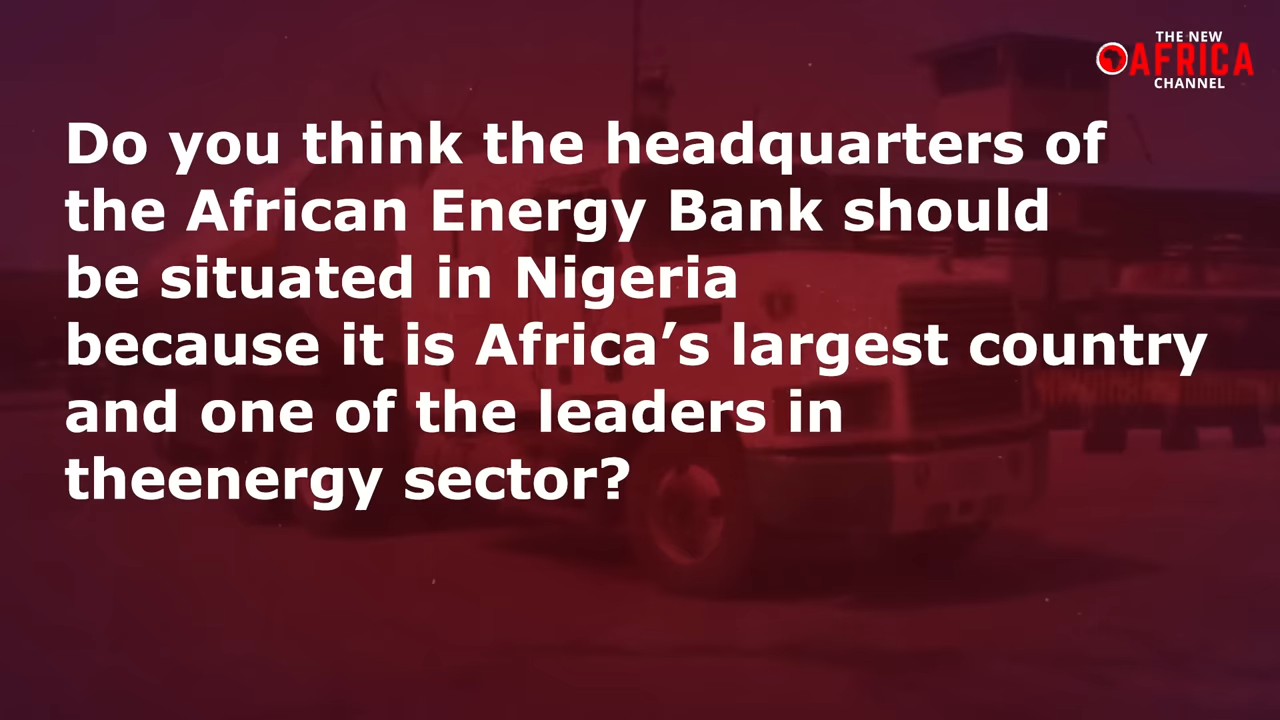 THE NEW
AFRICA
CHANNEL
Do you think the headquarters of
the African Energy Bank should
be situated in Nigeria
because it is Africa’s largest country
and one of the leaders in
theenergy sector?